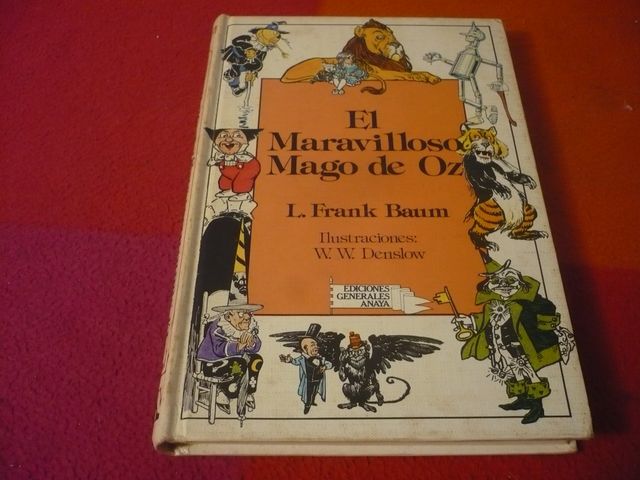 El
Maravilloso
Mago de Oz
L. Frank Baum
Ilustraciones:
W. W. Denslow
EDICIONES
GENERALES
ANAYA